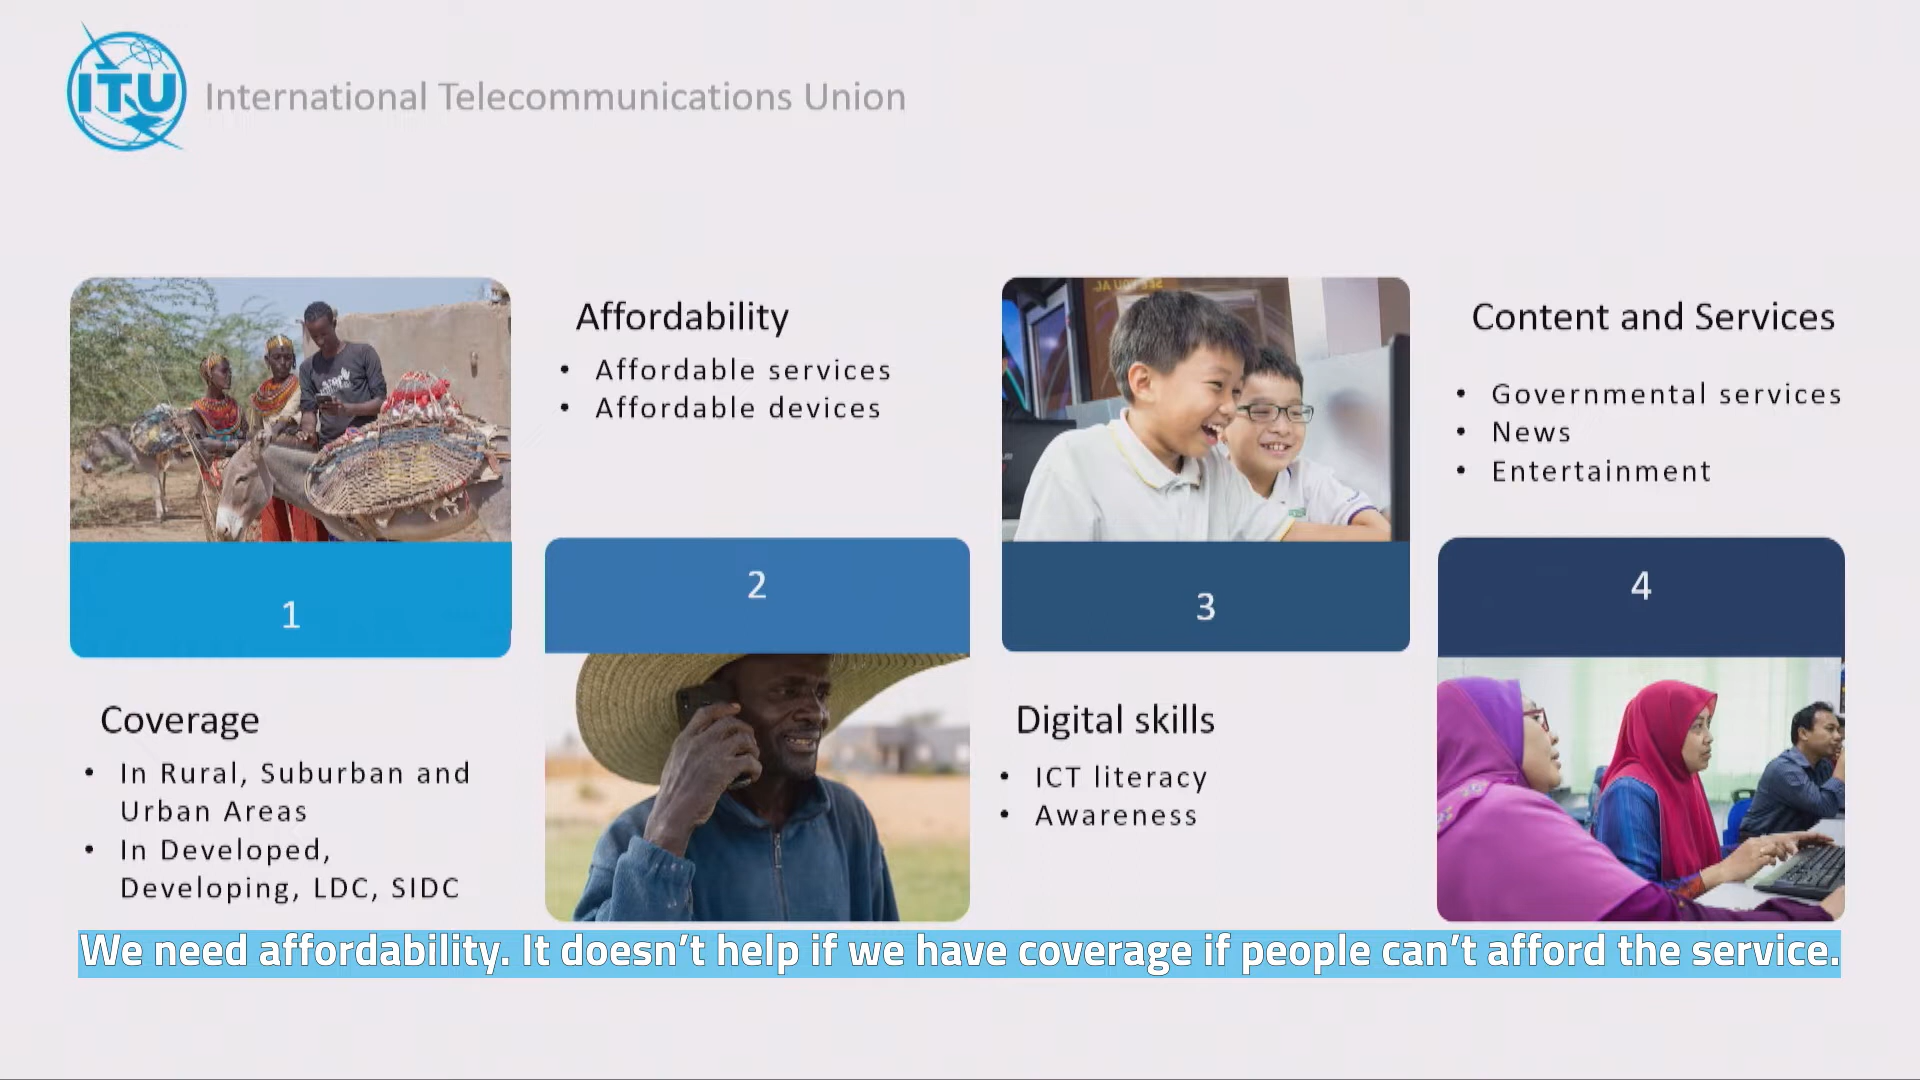 ITU
International Telecommunications Union
1
Coverage
• In Rural, Suburban and
Urban Areas
• In Developed,
Developing, LDC, SIDC
Affordability
• Affordable services
• Affordable devices
2
3
Digital skills
• ICT literacy
• Awareness
Content and Services
• Governmental services
• News
• Entertainment
4
We need affordability. It doesn’t help if we have coverage if people can’t afford the service.